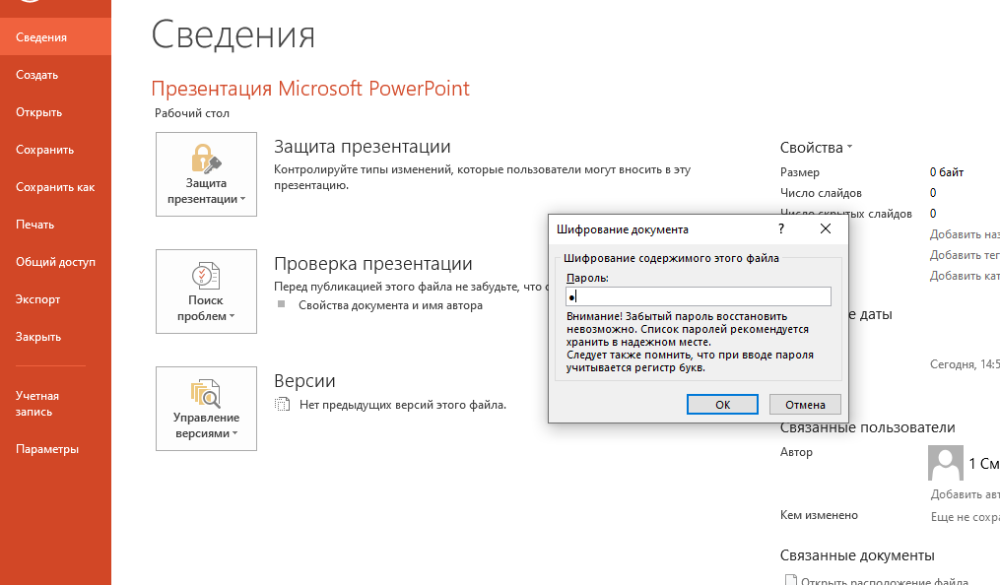 Сведения
Создать
Открыть
Сохранить
Сохранить как
Печать
Общий доступ
Экспорт
Закрыть
Учетная
запись
Параметры
Сведения
Презентация Microsoft PowerPoint
Рабочий стол
Защита
презентации
Защита презентации
Контролируйте типы изменений, которые пользователи могут вносить в эту
презентацию.
Поиск
проблем
Проверка презентации
Перед публикацией этого файла не забудьте, что
Свойства документа и имя автора
Управление
версиями
Версии
Нет предыдущих версий этого файла.
Шифрование документа
?
Шифрование содержимого этого файла
Пароль:
Внимание! Забытый пароль восстановить
невозможно. Список паролей рекомендуется
хранить в надежном месте.
Следует также помнить, что при вводе пароля
учитывается регистр букв.
ОК
Отмена
Свойства
Размер 0 байт
Число слайдов 0
Число скрытых слайдов 0
Добавить
Добавить
Добавить
даты
Сегодня, 14:5
Связанные пользователи
Автор
1 См
Добавить
Кем изменено Еще не
Связанные документы
Открыть расположение файла